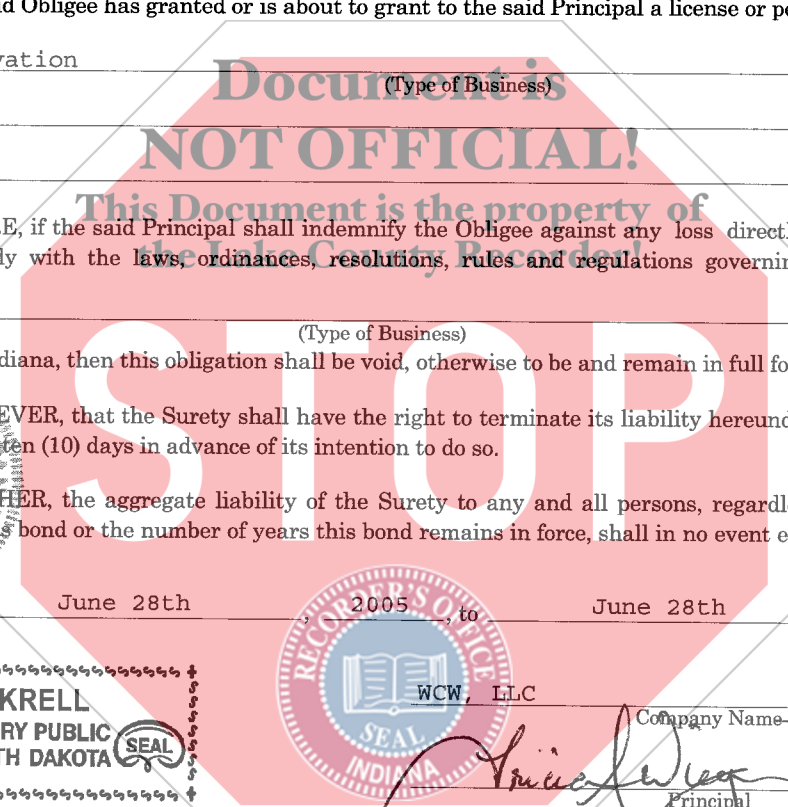 d Obligee has granted or is about to grant to the said Principal a license or pe
vation
Document is
(Type of Business)
NOT OFFICIAL!
This Document is the property of
E, if the said Principal shall indemnify the Obligee against any loss directl
the Lake County Recorder!
ly with the laws, ordinances, resolutions, rules and regulations governin
STOP
(Type of Business)
diana, then this obligation shall be void, otherwise to be and remain in full fo
EVER, that the Surety shall have the right to terminate its liability hereund
ten (10) days in advance of its intention to do so.
HER, the aggregate liability of the Surety to any and all persons, regardle
s bond or the number of years this bond remains in force, shall in no event e
June 28th, 2005, to June 28th
RECORDER'S OFFICE
SEAL
INDIANA
KRELL
RY PUBLIC
TH DAKOTA
SEAL
WCW, LLC
Company Name
Principal